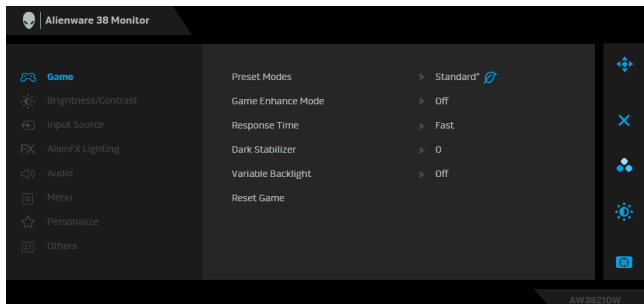 Alienware 38 Monitor
Game
Preset Modes Standard*
Brightness/Contrast
Game Enhance Mode Off
Input Source
Response Time Fast
FX AlienFX Lighting
Dark Stabilizer 0
Audio
Variable Backlight Off
Menu
Reset Game
Personalize
Others
AW3821DW